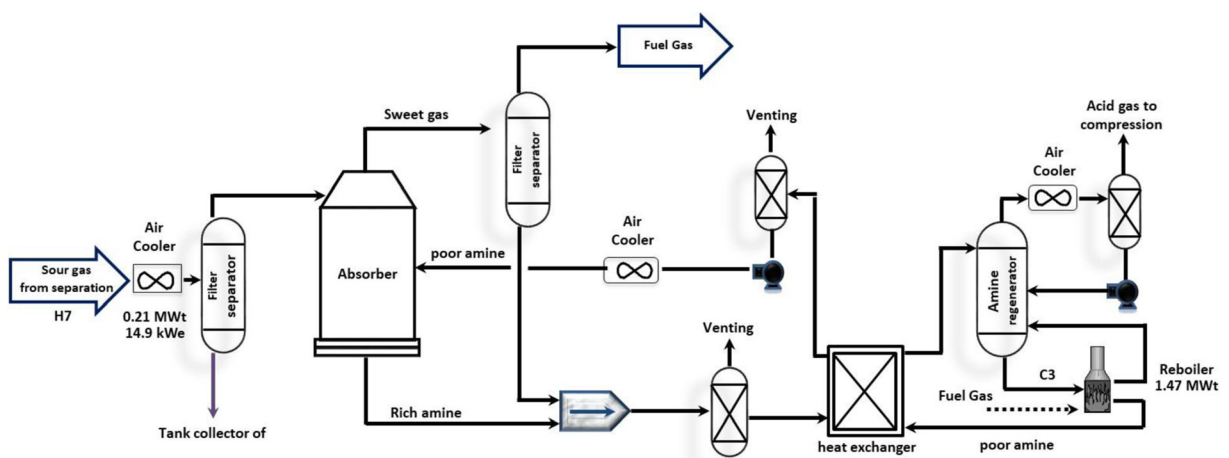 Fuel Gas
Sweet gas
Filter
separator
Venting
Acid gas to
compression
Air
Cooler
Air
Cooler
Sour gas
from separation
H7
0.21 MWt
14.9 kWe
Filter
separator
Absorber
poor amine
Air
Cooler
Amine
regenerator
Venting
Rich amine
Tank collector of
heat exchanger
C3
Fuel Gas
Reboiler
1.47 MWt
poor amine